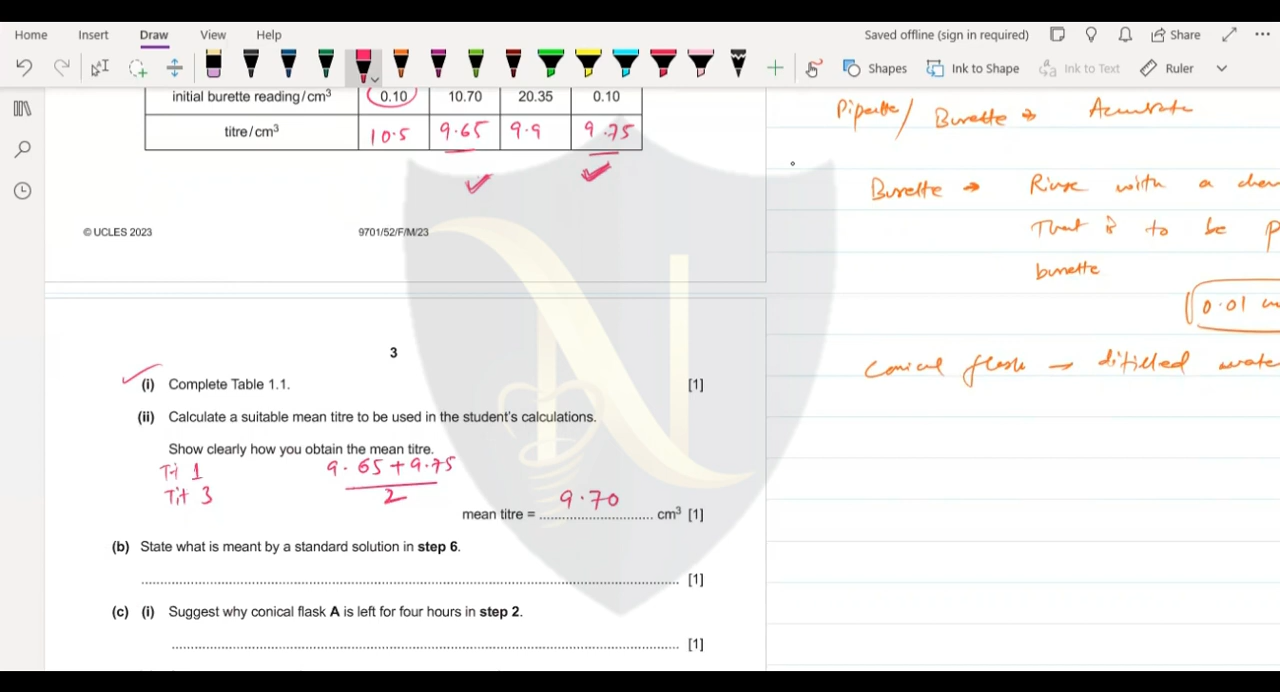 Home Insert Draw View Help Saved offline (sign in required) Share
Shapes Ink to Shape Ink to Text Ruler
initial burette reading/cm³ 0.10 10.70 20.35 0.10
titre/cm³ 10.5 9.65 9.9 9.75
© UCLES 2023 9701/52/F/M/23
3
(i) Complete Table 1.1. [1]
(ii) Calculate a suitable mean titre to be used in the student's calculations.
Show clearly how you obtain the mean titre.
Tit 1 9.65 + 9.75
Tit 3 2
9.70
mean titre = .............................. cm³ [1]
(b) State what is meant by a standard solution in step 6.
[1]
(c) (i) Suggest why conical flask A is left for four hours in step 2.
[1]
Pipette / Burette →
Burette → Rinse with a
That is to be
burette
0.01
Conical flask →